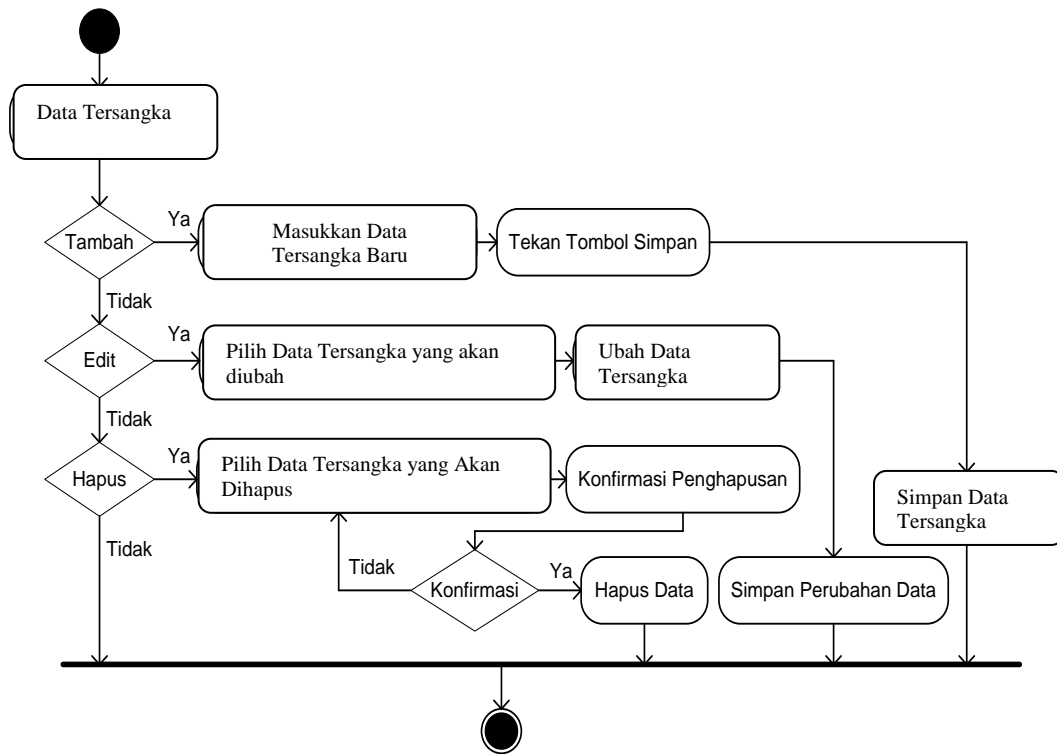 Data Tersangka
Ya
Tambah
Masukkan Data
Tersangka Baru
Tekan Tombol Simpan
Tidak
Ya
Edit
Pilih Data Tersangka yang akan
diubah
Ubah Data
Tersangka
Tidak
Ya
Hapus
Pilih Data Tersangka yang Akan
Dihapus
Konfirmasi Penghapusan
Simpan Data
Tersangka
Tidak
Tidak
Konfirmasi
Ya
Hapus Data
Simpan Perubahan Data